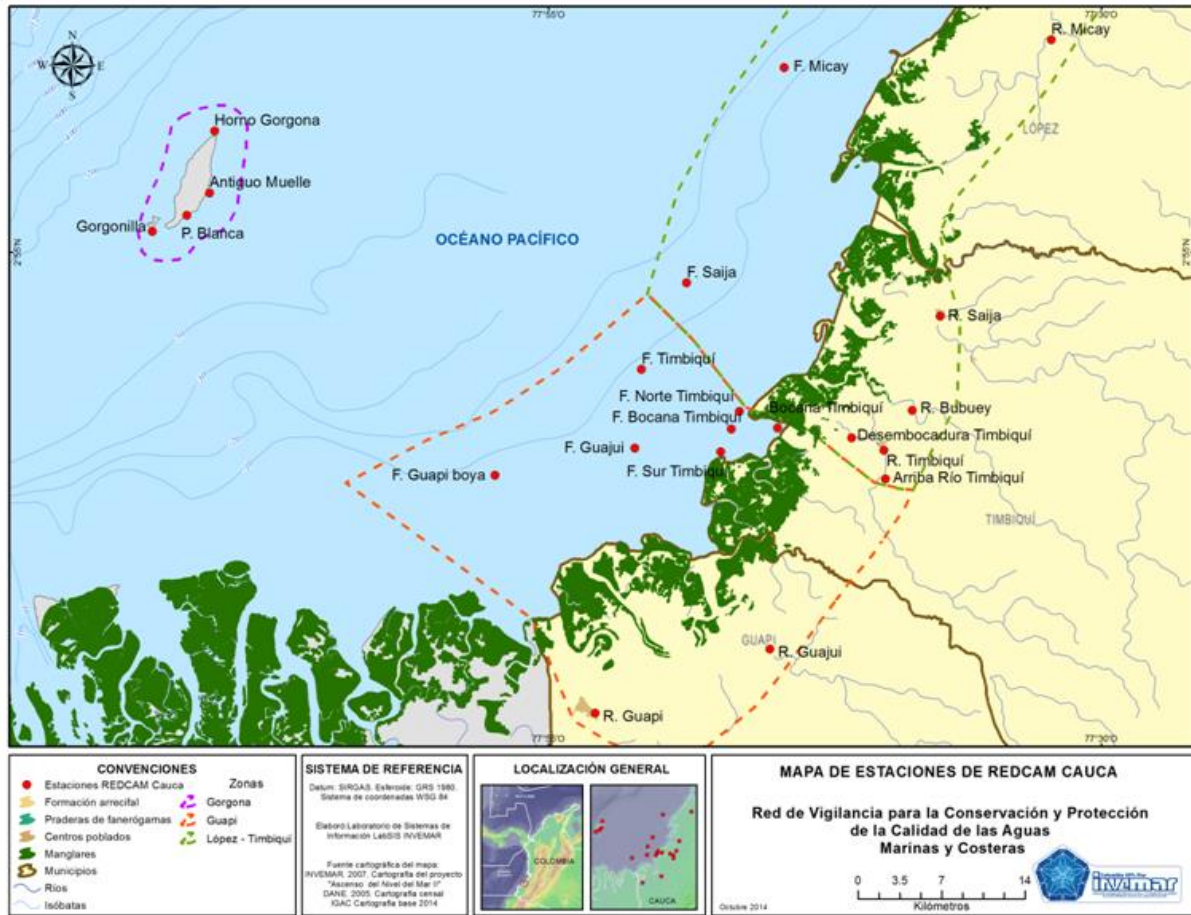 77°55'O
77°30'O
N
W E
S
R. Micay
F. Micay
LÓPEZ
Horno Gorgona
Antiguo Muelle
Gorgonilla
P. Blanca
OCÉANO PACÍFICO
2°55'N
2°55'N
F. Saija
R. Saija
F. Timbiquí
F. Norte Timbiquí
Bocana Timbiquí
R. Bubuey
F. Bocana Timbiquí
Desembocadura Timbiquí
F. Guajui
F. Sur Timbiquí
R. Timbiquí
F. Guapi boya
Arriba Río Timbiquí
TIMBIQUÍ
GUAPI
R. Guajui
R. Guapi
77°55'O
77°30'O
CONVENCIONES
Estaciones REDCAM Cauca
Formación arrecifal
Praderas de fanerógamas
Centros poblados
Manglares
Municipios
Ríos
Isóbatas
Zonas
Gorgona
Guapi
López - Timbiquí
SISTEMA DE REFERENCIA
Datum: SIRGAS. Esferoide: GRS 1980.
Sistema de coordenadas WSG 84
Elaboró:Laboratorio de Sistemas de
Información LabSIS INVEMAR
Fuente cartográfica del mapa:
INVEMAR. 2007. Cartografía del proyecto
"Ascenso del Nivel del Mar II"
DANE. 2005. Cartografía censal
IGAC Cartografía base 2014
LOCALIZACIÓN GENERAL
COLOMBIA
CAUCA
MAPA DE ESTACIONES DE REDCAM CAUCA
Red de Vigilancia para la Conservación y Protección
de la Calidad de las Aguas
Marinas y Costeras
0 3.5 7 14
Kilómetros
Octubre 2014
invemar